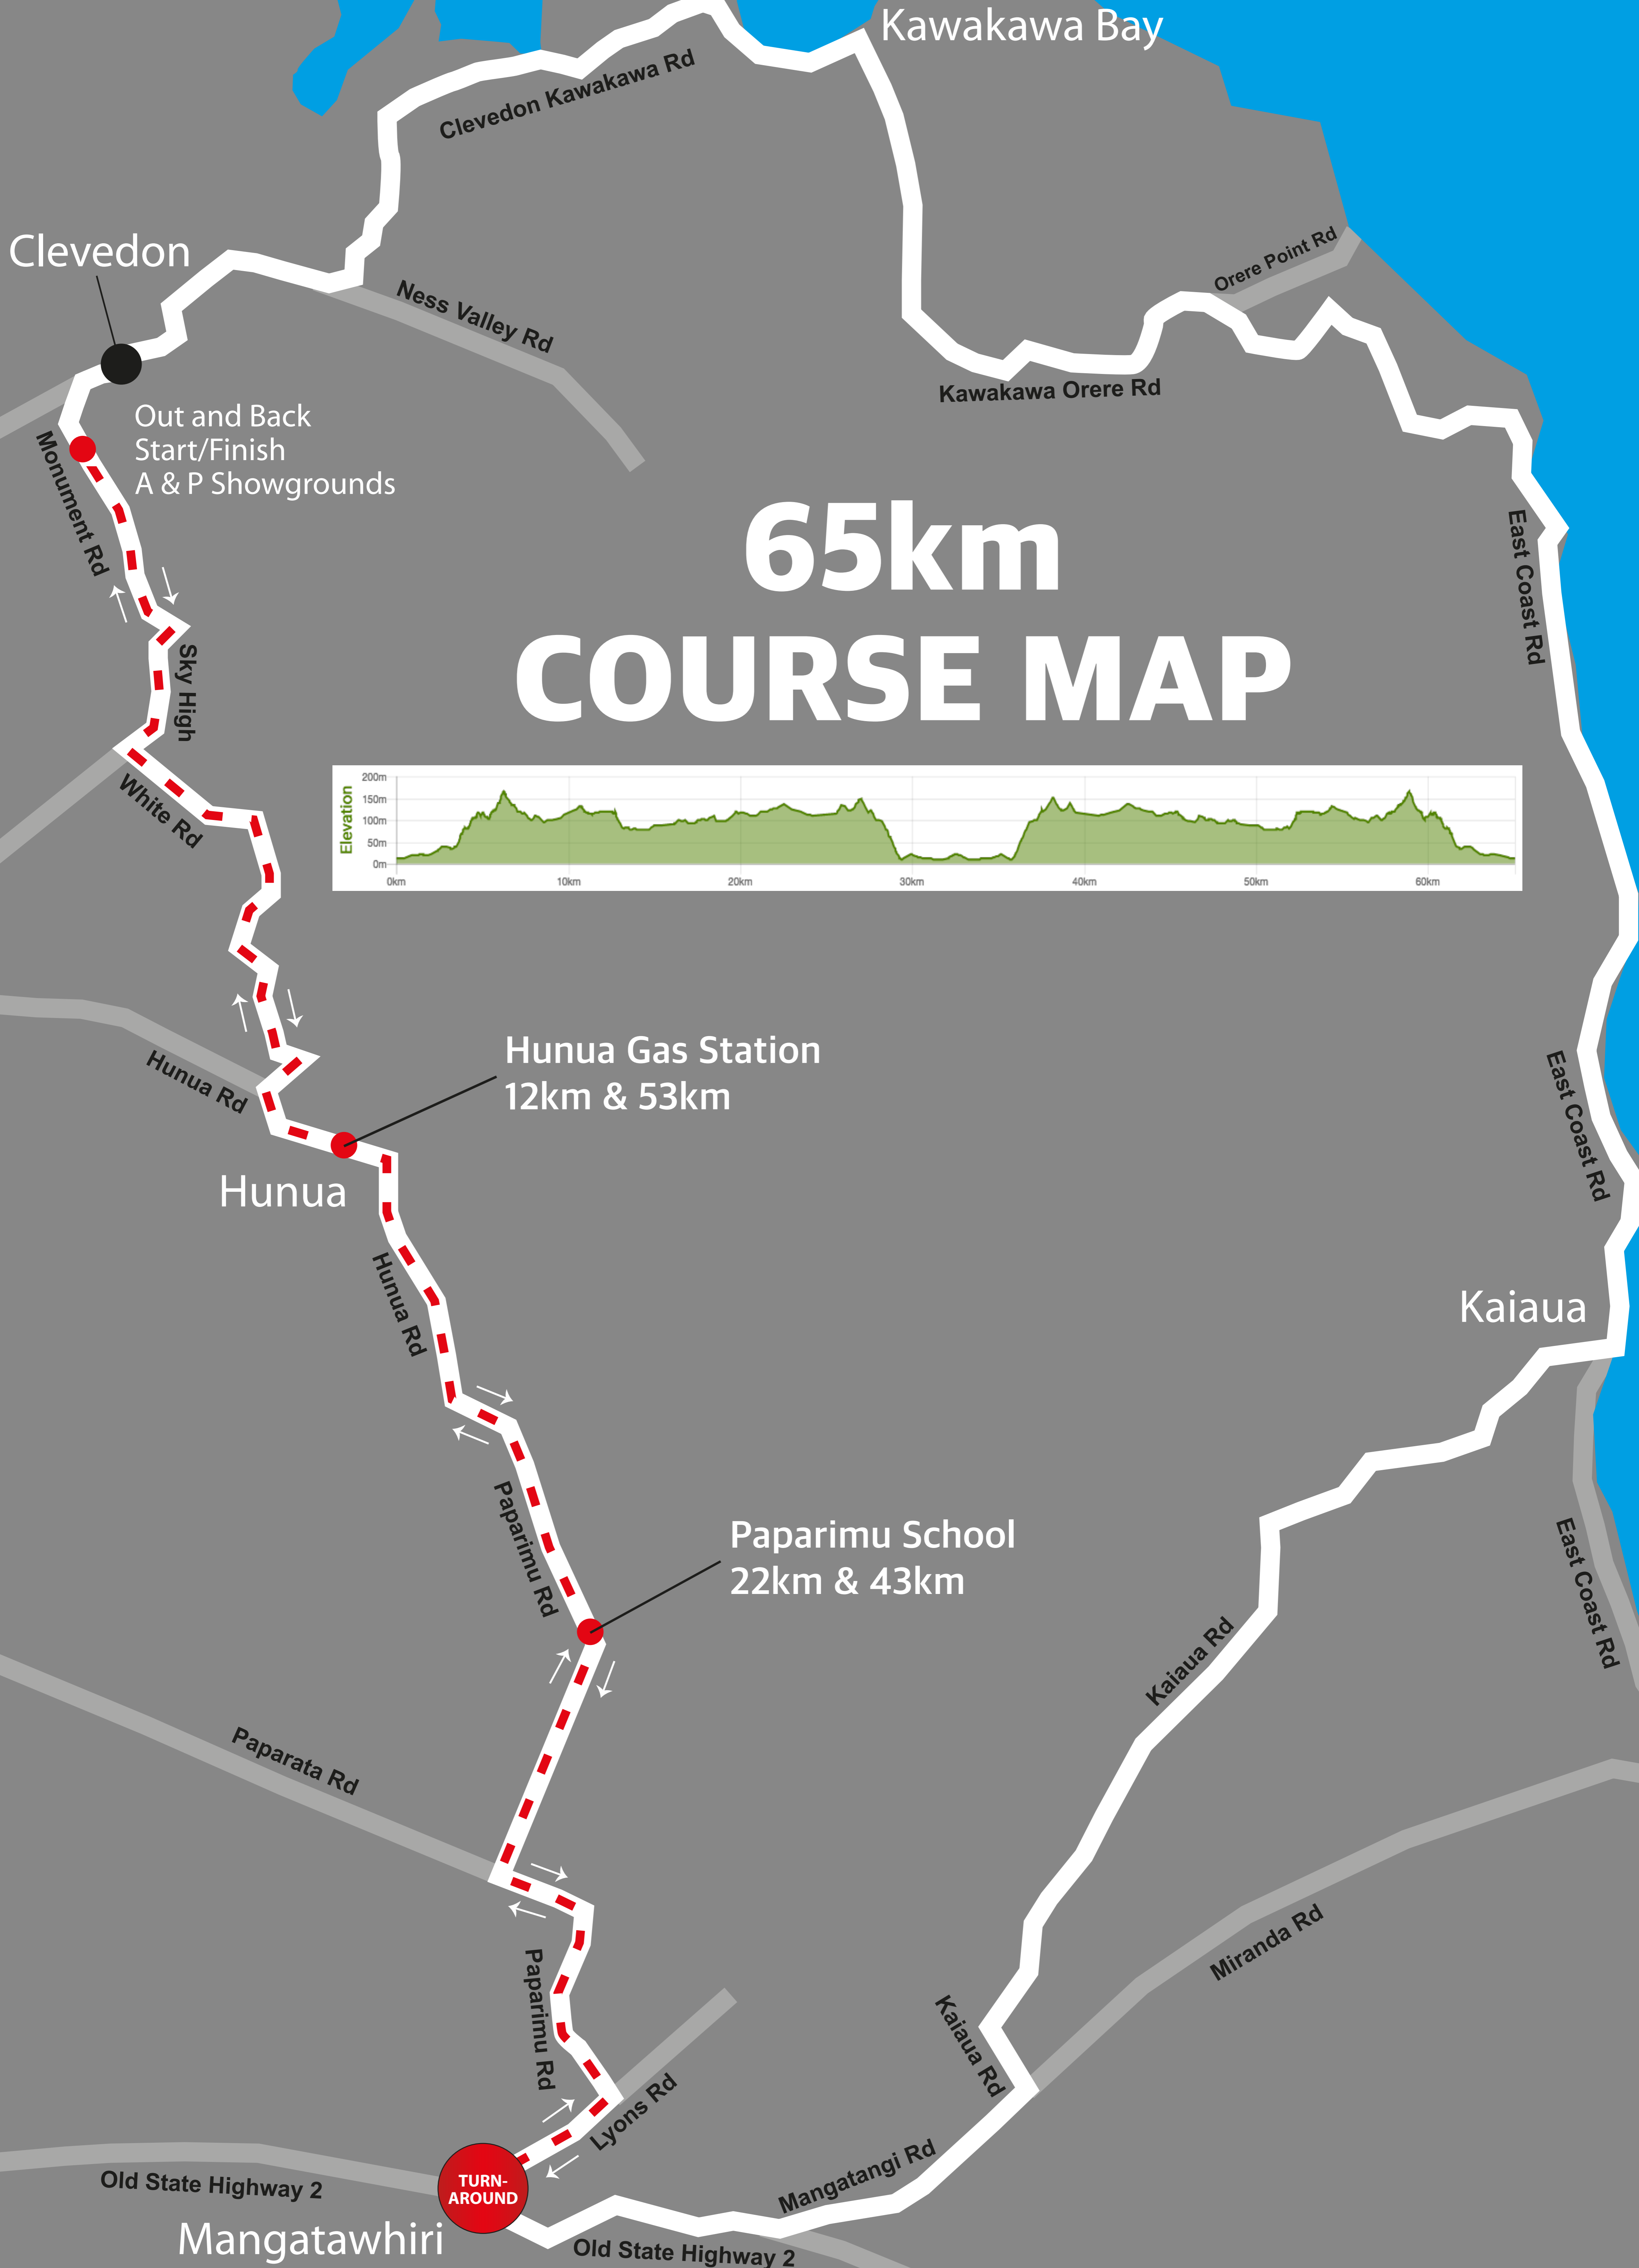 Kawakawa Bay
Clevedon Kawakawa Rd
Clevedon
Orere Point Rd
Ness Valley Rd
Kawakawa Orere Rd
Out and Back
Start/Finish
A & P Showgrounds
Monument Rd
65km
COURSE MAP
East Coast Rd
Sky High
White Rd
Elevation
200m
150m
100m
50m
0m
0km
10km
20km
30km
40km
50km
60km
Hunua Gas Station
12km & 53km
Hunua Rd
East Coast Rd
Hunua
Hunua Rd
Kaiaua
Paparimu School
22km & 43km
Paparimu Rd
East Coast Rd
Kaiaua Rd
Paparata Rd
Miranda Rd
Paparimu Rd
Kaiaua Rd
Lyons Rd
Mangatangi Rd
Old State Highway 2
TURN-
AROUND
Mangatawhiri
Old State Highway 2